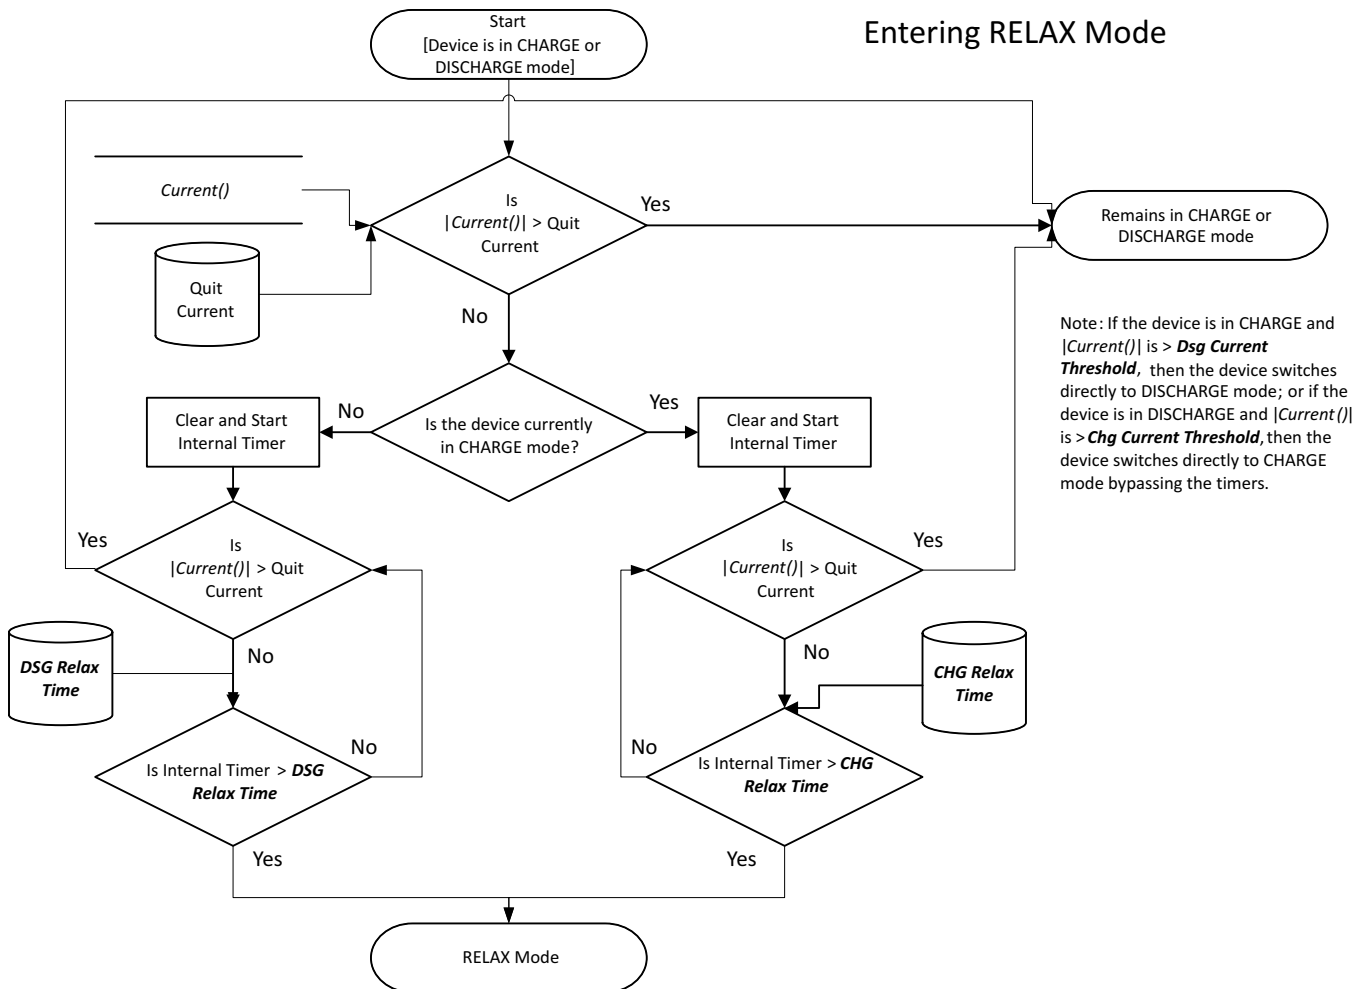 Start
[Device is in CHARGE or
DISCHARGE mode]
Entering RELAX Mode
Current()
Is
|Current()| > Quit
Current
Yes
Remains in CHARGE or
DISCHARGE mode
Quit
Current
No
Note: If the device is in CHARGE and
|Current()| is > Dsg Current
Threshold, then the device switches
directly to DISCHARGE mode; or if the
device is in DISCHARGE and |Current()|
is > Chg Current Threshold, then the
device switches directly to CHARGE
mode bypassing the timers.
Clear and Start
Internal Timer
No
Is the device currently
in CHARGE mode?
Yes
Clear and Start
Internal Timer
Yes
Is
|Current()| > Quit
Current
Is
|Current()| > Quit
Current
Yes
DSG Relax
Time
No
No
CHG Relax
Time
Is Internal Timer > DSG
Relax Time
No
No
Is Internal Timer > CHG
Relax Time
Yes
Yes
RELAX Mode